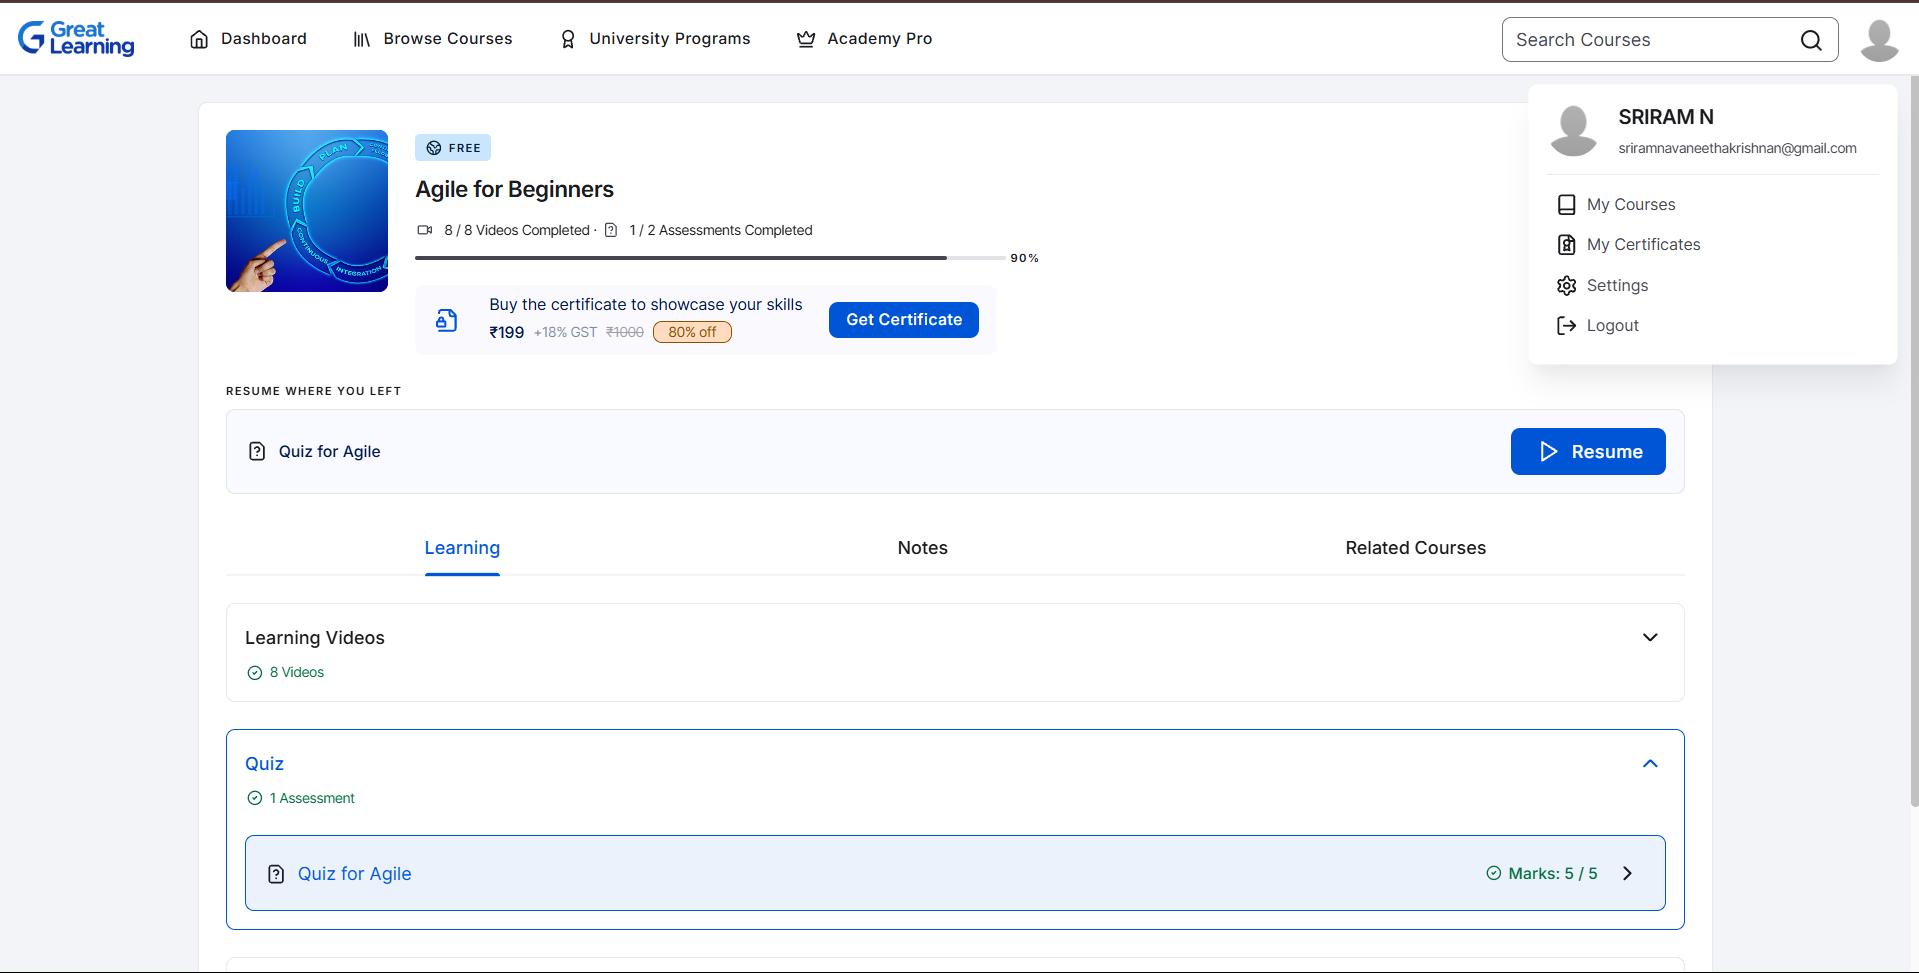 Great Learning
Dashboard
Browse Courses
University Programs
Academy Pro
Search Courses
SRIRAM N
sriramnavaneethakrishnan@gmail.com
My Courses
My Certificates
Settings
Logout
PLAN
BUILD
CONTINUOUS
INTEGRATION
FREE
Agile for Beginners
8 / 8 Videos Completed · 1 / 2 Assessments Completed
90%
Buy the certificate to showcase your skills
₹199 +18% GST ₹1000 80% off
Get Certificate
RESUME WHERE YOU LEFT
Quiz for Agile
Resume
Learning
Notes
Related Courses
Learning Videos
8 Videos
Quiz
1 Assessment
Quiz for Agile
Marks: 5 / 5